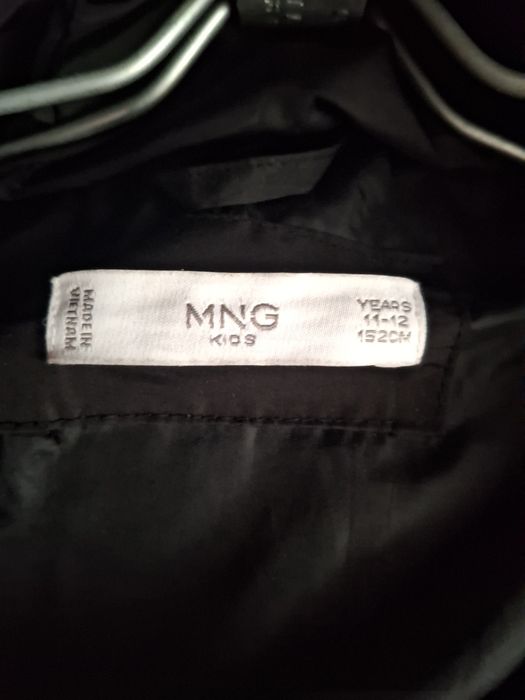 MADE IN
VIETNAM
MNG
KIDS
YEARS
11-12
152CM